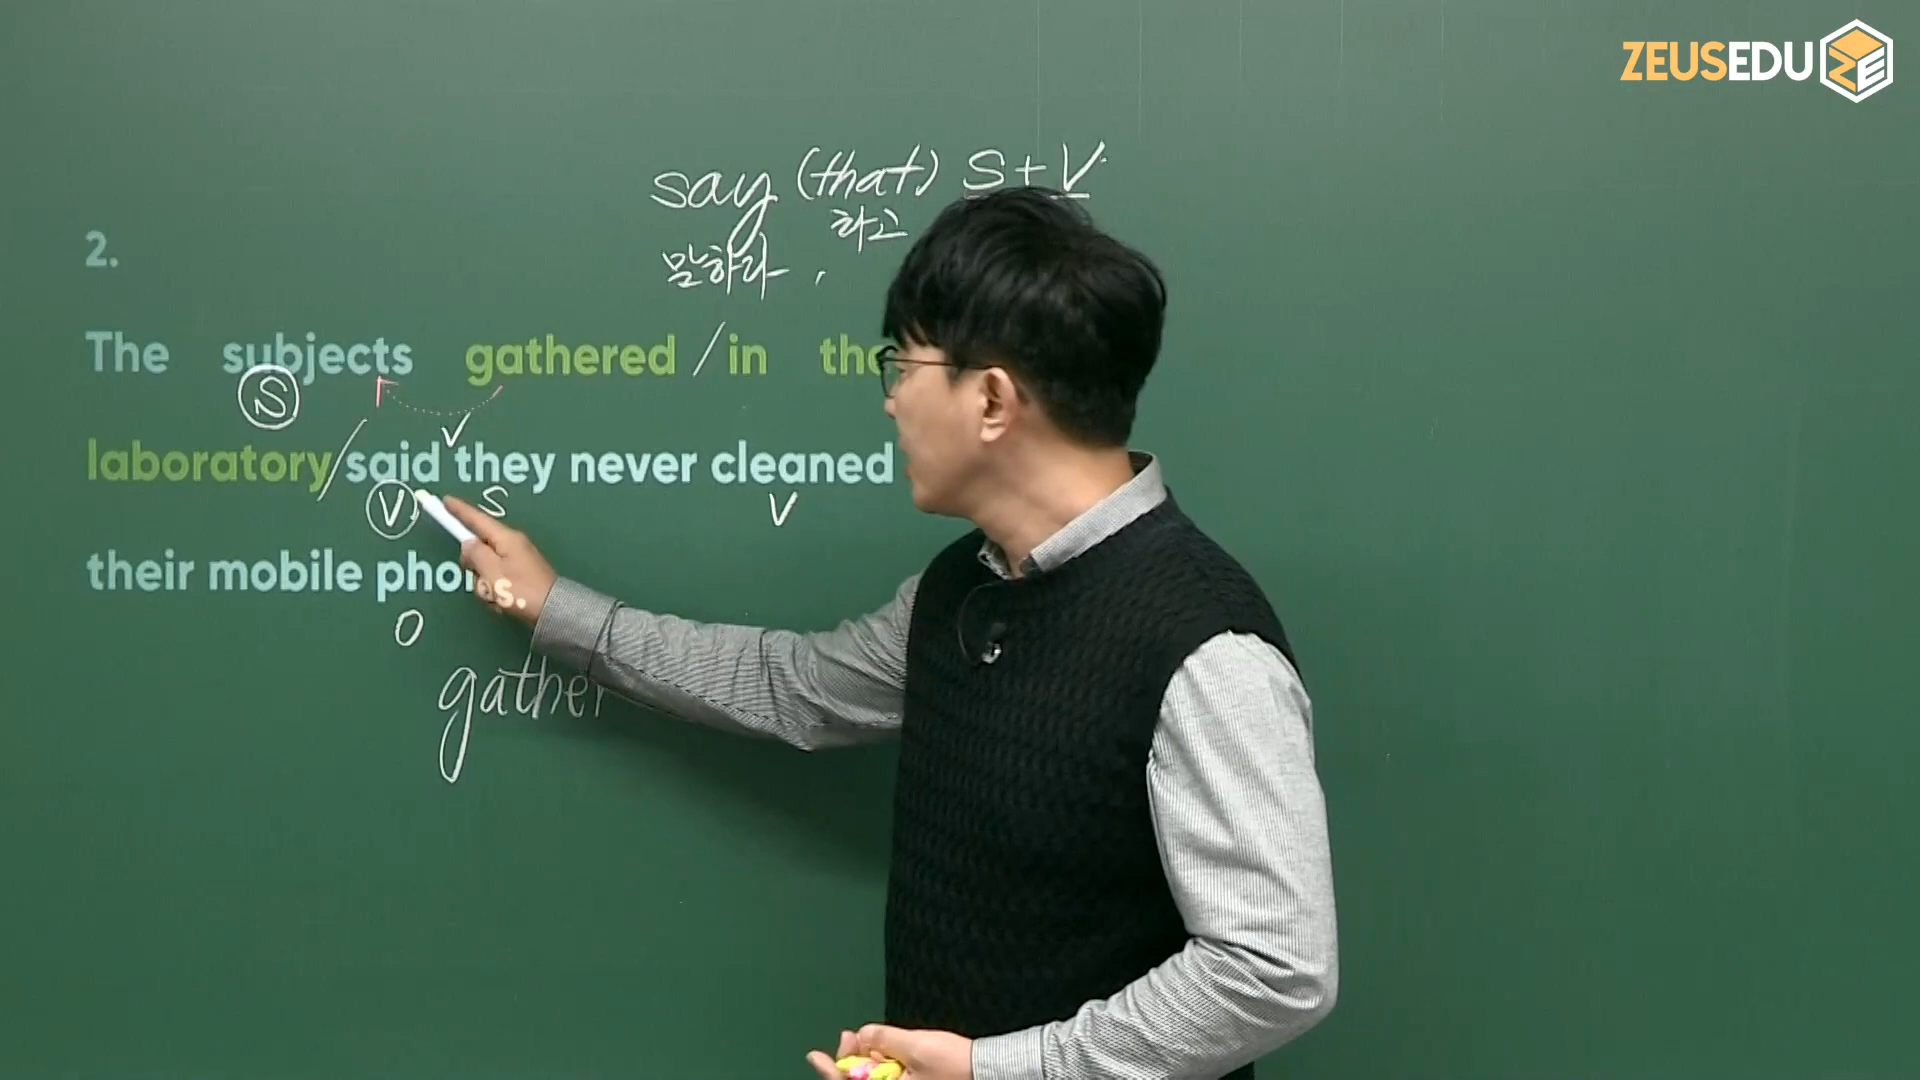 ZEUSEDU
say (that) S+V
라고
말하다,
2.
The subjects gathered / in the
S
laboratory / said they never cleaned
V S V
their mobile phones.
O
gather